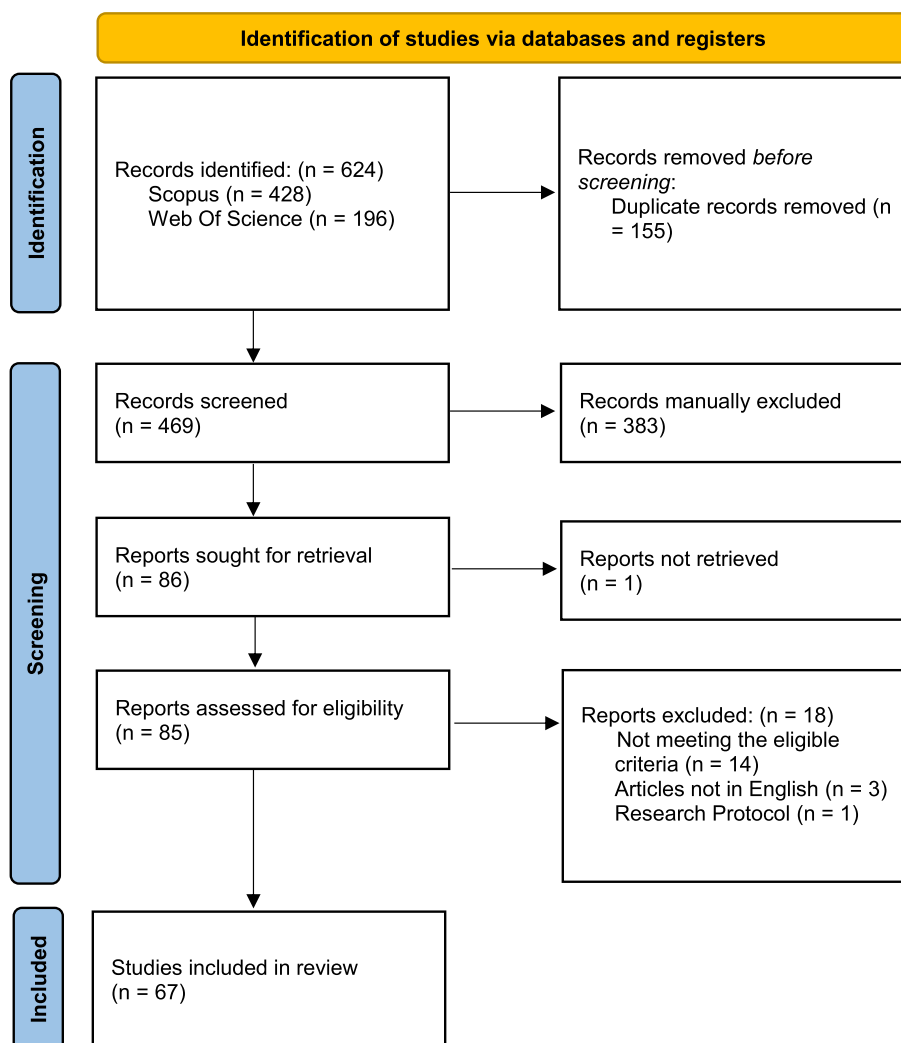 Identification of studies via databases and registers
Identification
Records identified: (n = 624)
Scopus (n = 428)
Web Of Science (n = 196)
Records removed before
screening:
Duplicate records removed (n
= 155)
Screening
Records screened
(n = 469)
Records manually excluded
(n = 383)
Reports sought for retrieval
(n = 86)
Reports not retrieved
(n = 1)
Reports assessed for eligibility
(n = 85)
Reports excluded: (n = 18)
Not meeting the eligible
criteria (n = 14)
Articles not in English (n = 3)
Research Protocol (n = 1)
Included
Studies included in review
(n = 67)